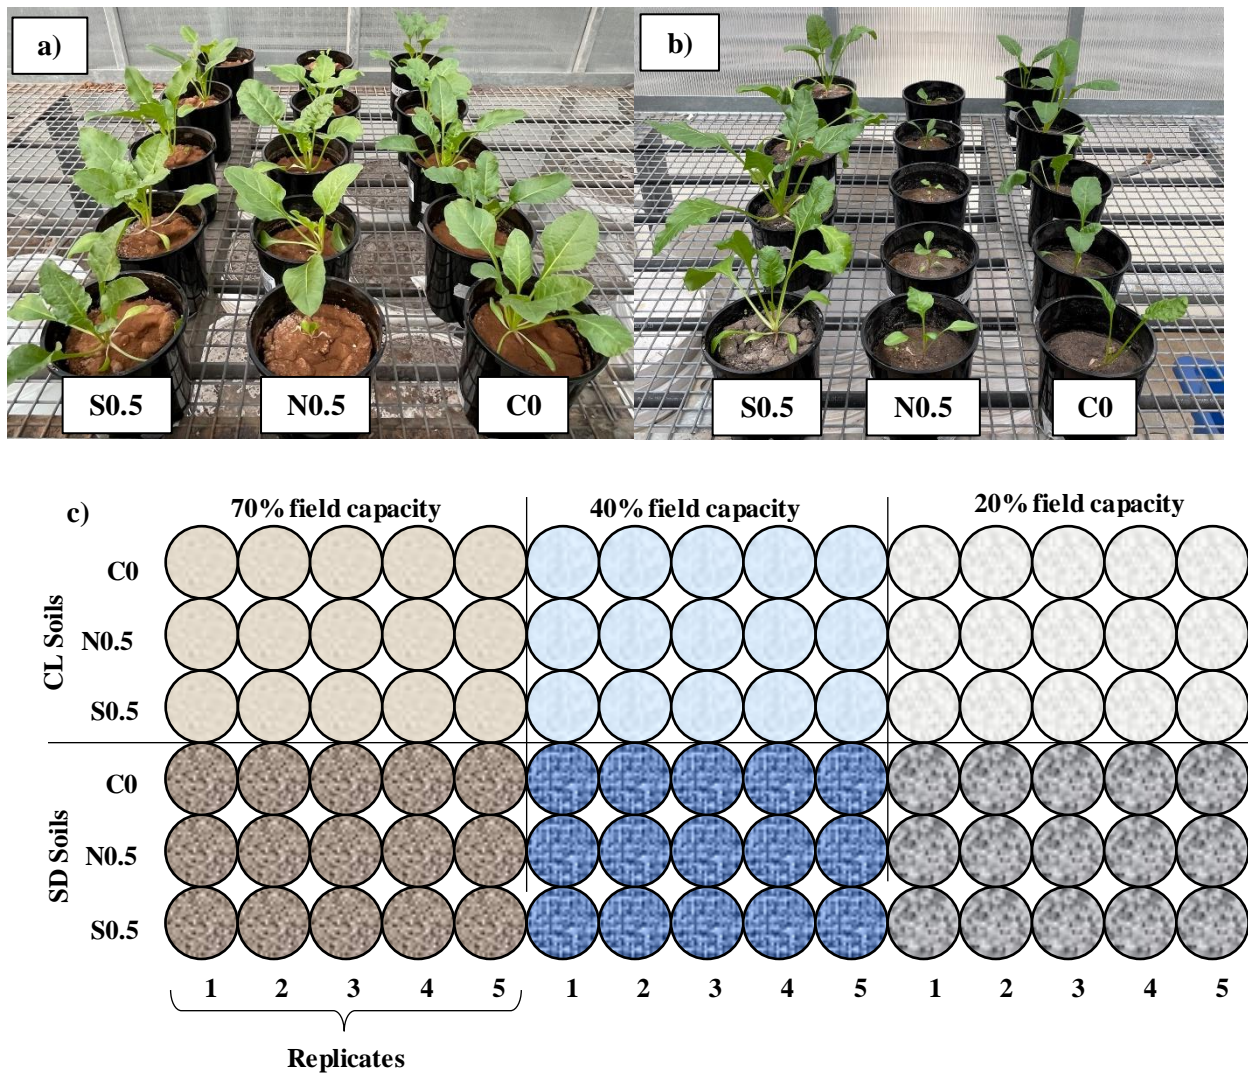 a)
b)
S0.5 N0.5 C0
S0.5 N0.5 C0
c)
70% field capacity 40% field capacity 20% field capacity
CL Soils
C0
N0.5
S0.5
SD Soils
C0
N0.5
S0.5
1 2 3 4 5 1 2 3 4 5 1 2 3 4 5
Replicates